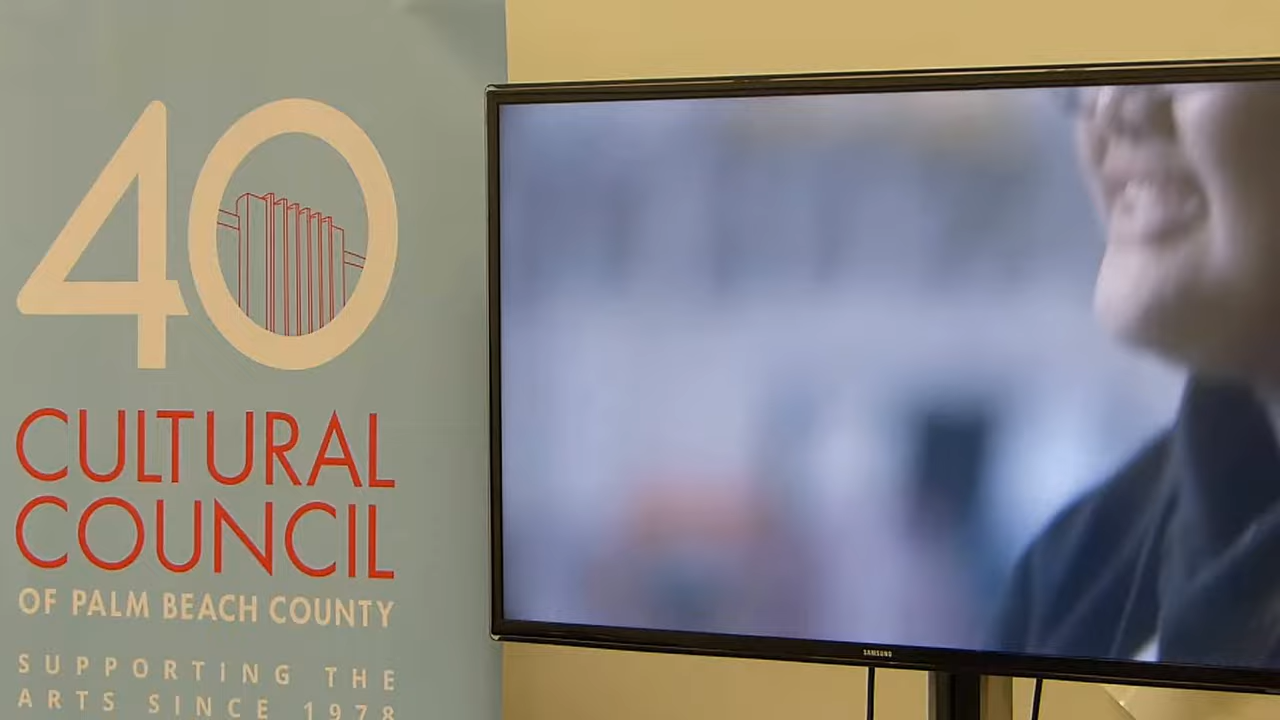 40
CULTURAL
COUNCIL
OF PALM BEACH COUNTY
SUPPORTING THE
ARTS SINCE 1978
SAMSUNG